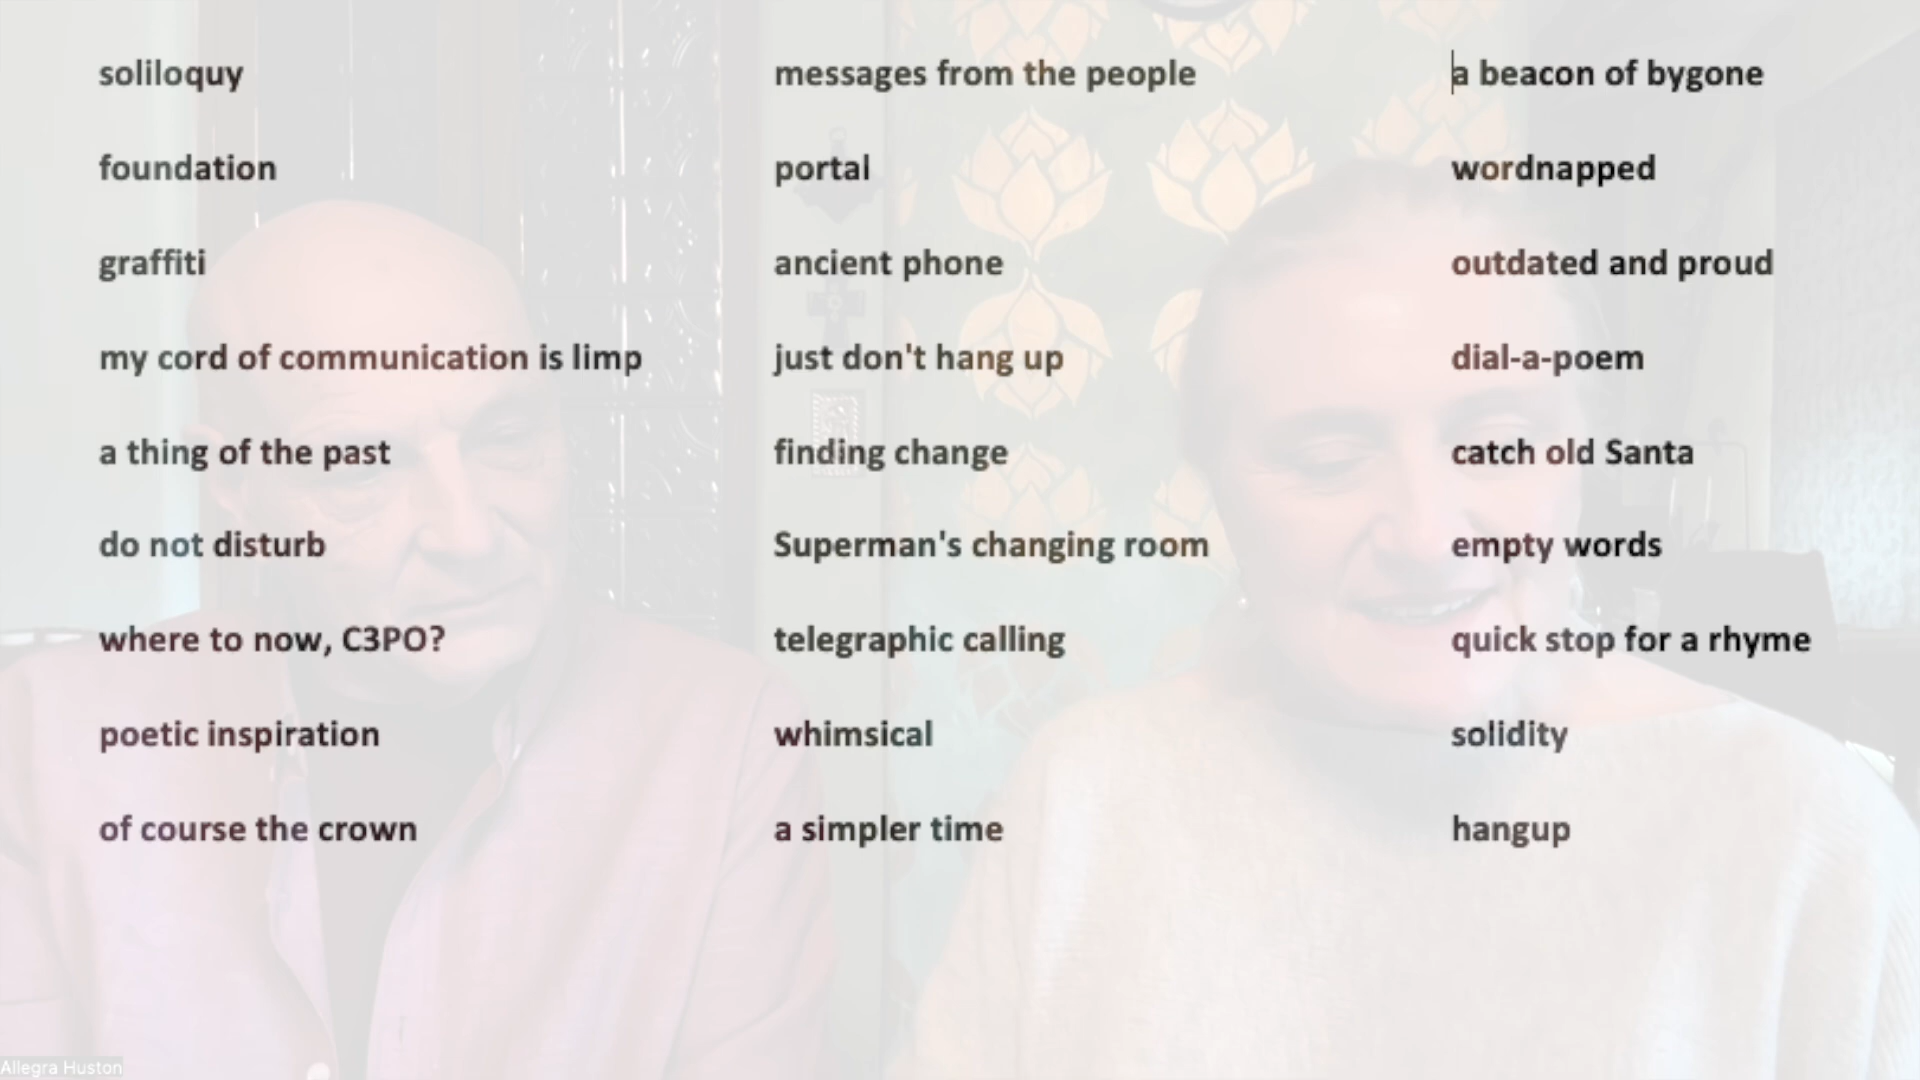 soliloquy
foundation
graffiti
my cord of communication is limp
a thing of the past
do not disturb
where to now, C3PO?
poetic inspiration
of course the crown
messages from the people
portal
ancient phone
just don't hang up
finding change
Superman's changing room
telegraphic calling
whimsical
a simpler time
a beacon of bygone
wordnapped
outdated and proud
dial-a-poem
catch old Santa
empty words
quick stop for a rhyme
solidity
hangup
Allegra Huston